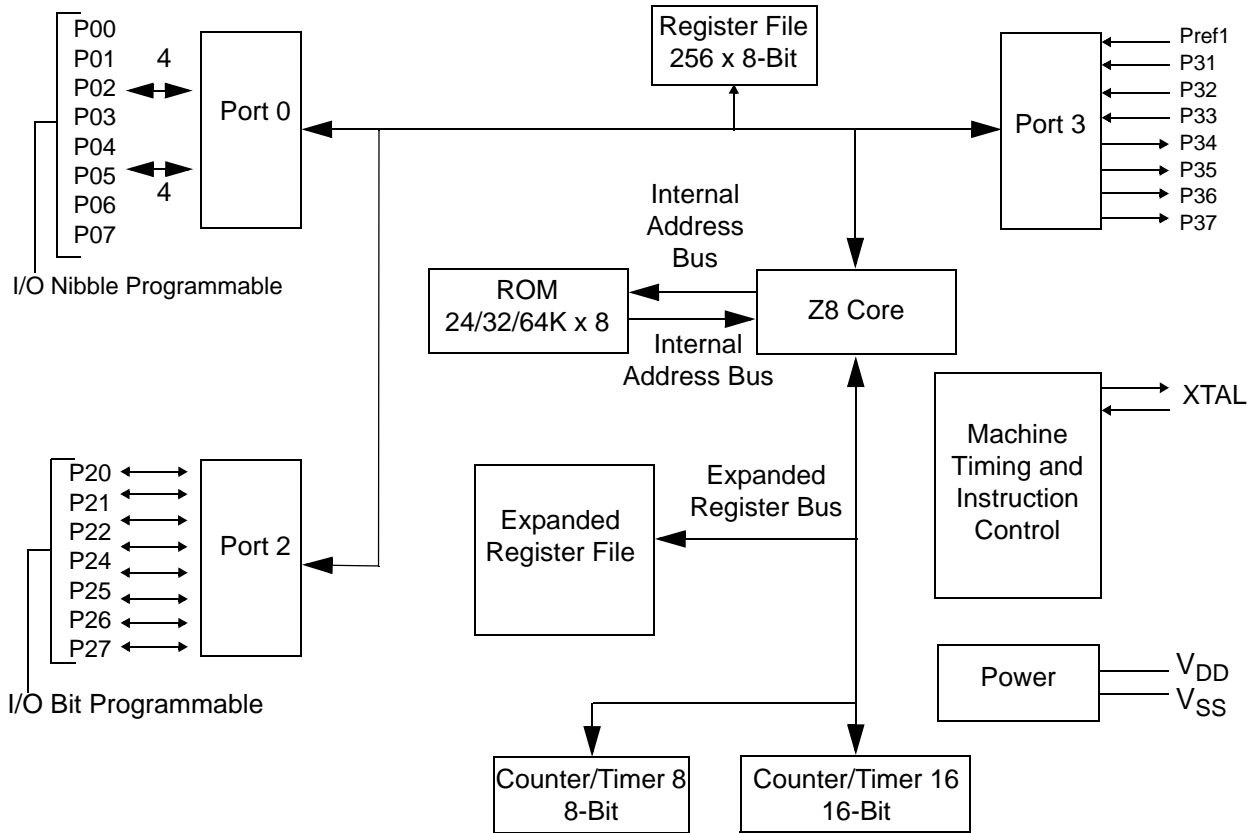 P00
P01
P02
P03
P04
P05
P06
P07
4
4
Port 0
I/O Nibble Programmable
Register File
256 x 8-Bit
Port 3
Pref1
P31
P32
P33
P34
P35
P36
P37
Internal
Address
Bus
ROM
24/32/64K x 8
Z8 Core
Internal
Address Bus
Machine
Timing and
Instruction
Control
XTAL
P20
P21
P22
P24
P25
P26
P27
Port 2
I/O Bit Programmable
Expanded
Register File
Expanded
Register Bus
Power
VDD
VSS
Counter/Timer 8
8-Bit
Counter/Timer 16
16-Bit